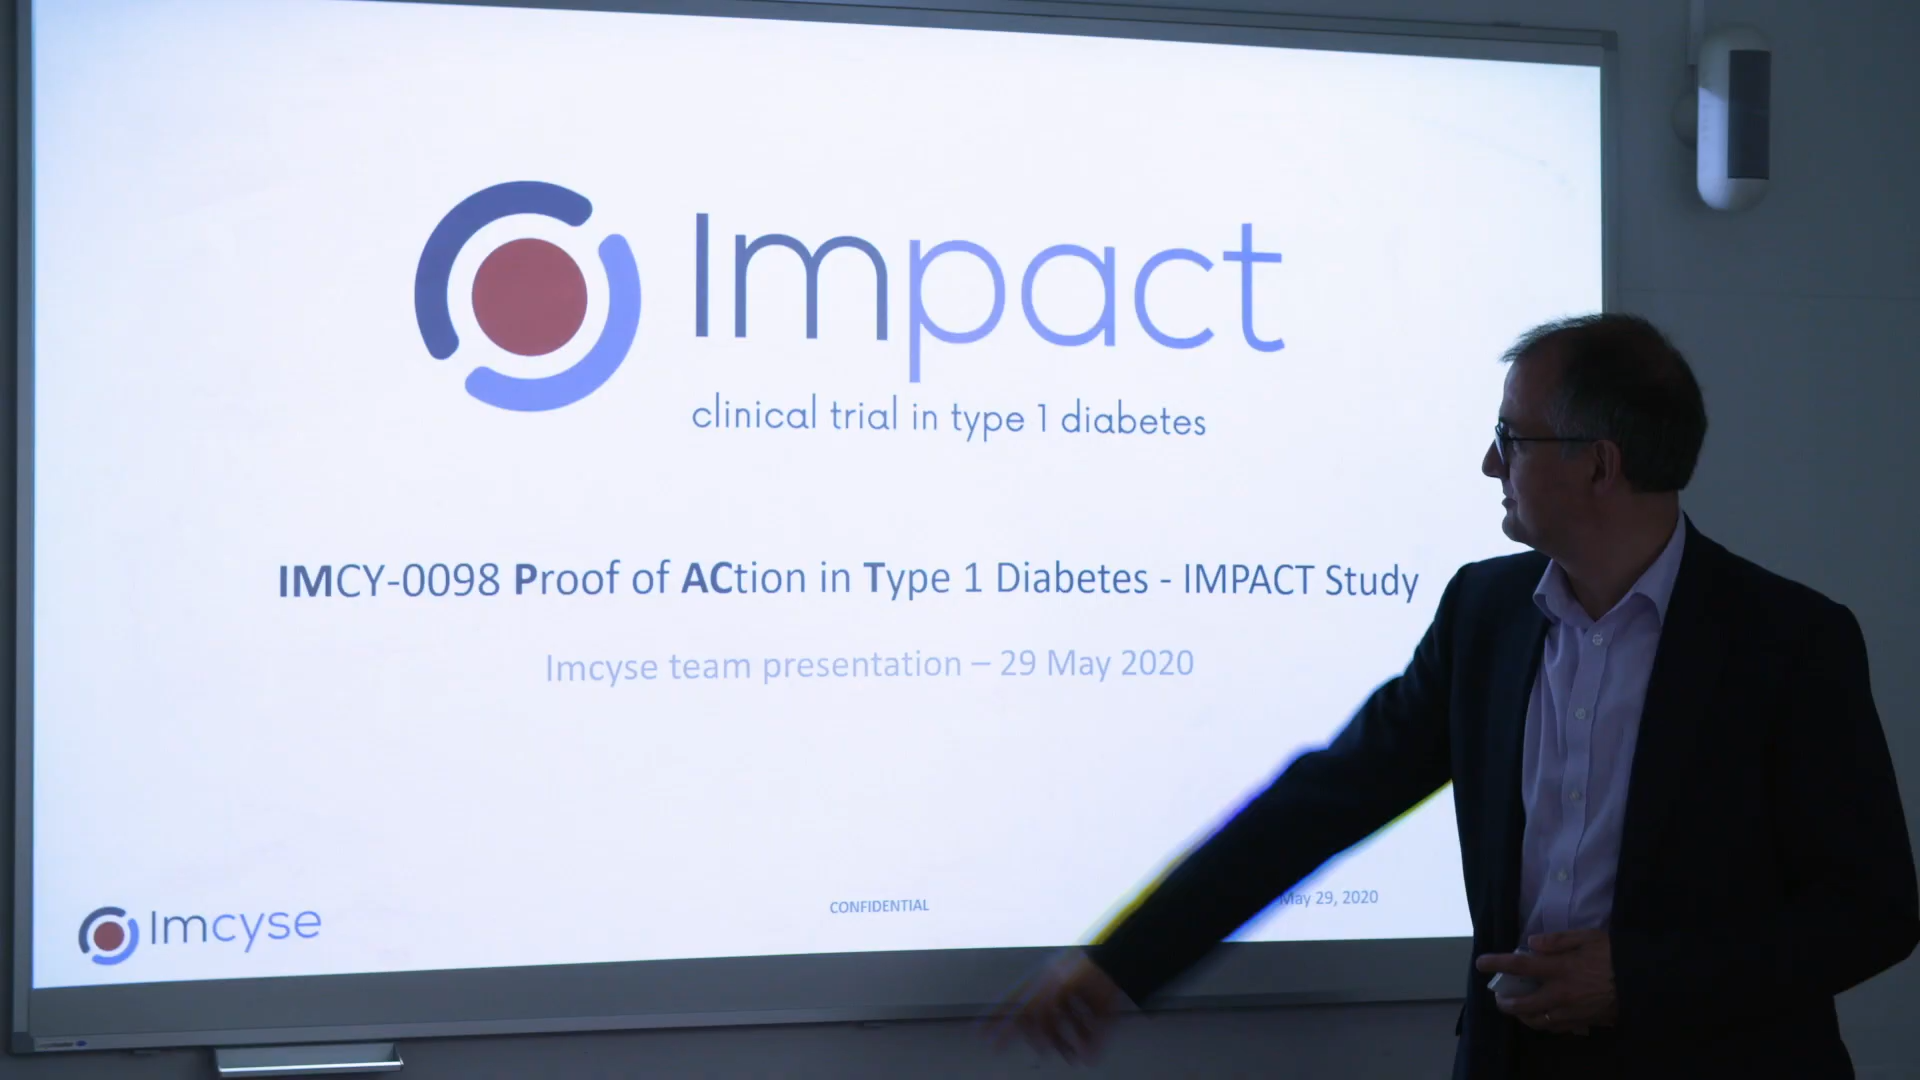 Impact
clinical trial in type 1 diabetes
IMCY-0098 Proof of ACtion in Type 1 Diabetes - IMPACT Study
Imcyse team presentation – 29 May 2020
Imcyse
CONFIDENTIAL
May 29, 2020